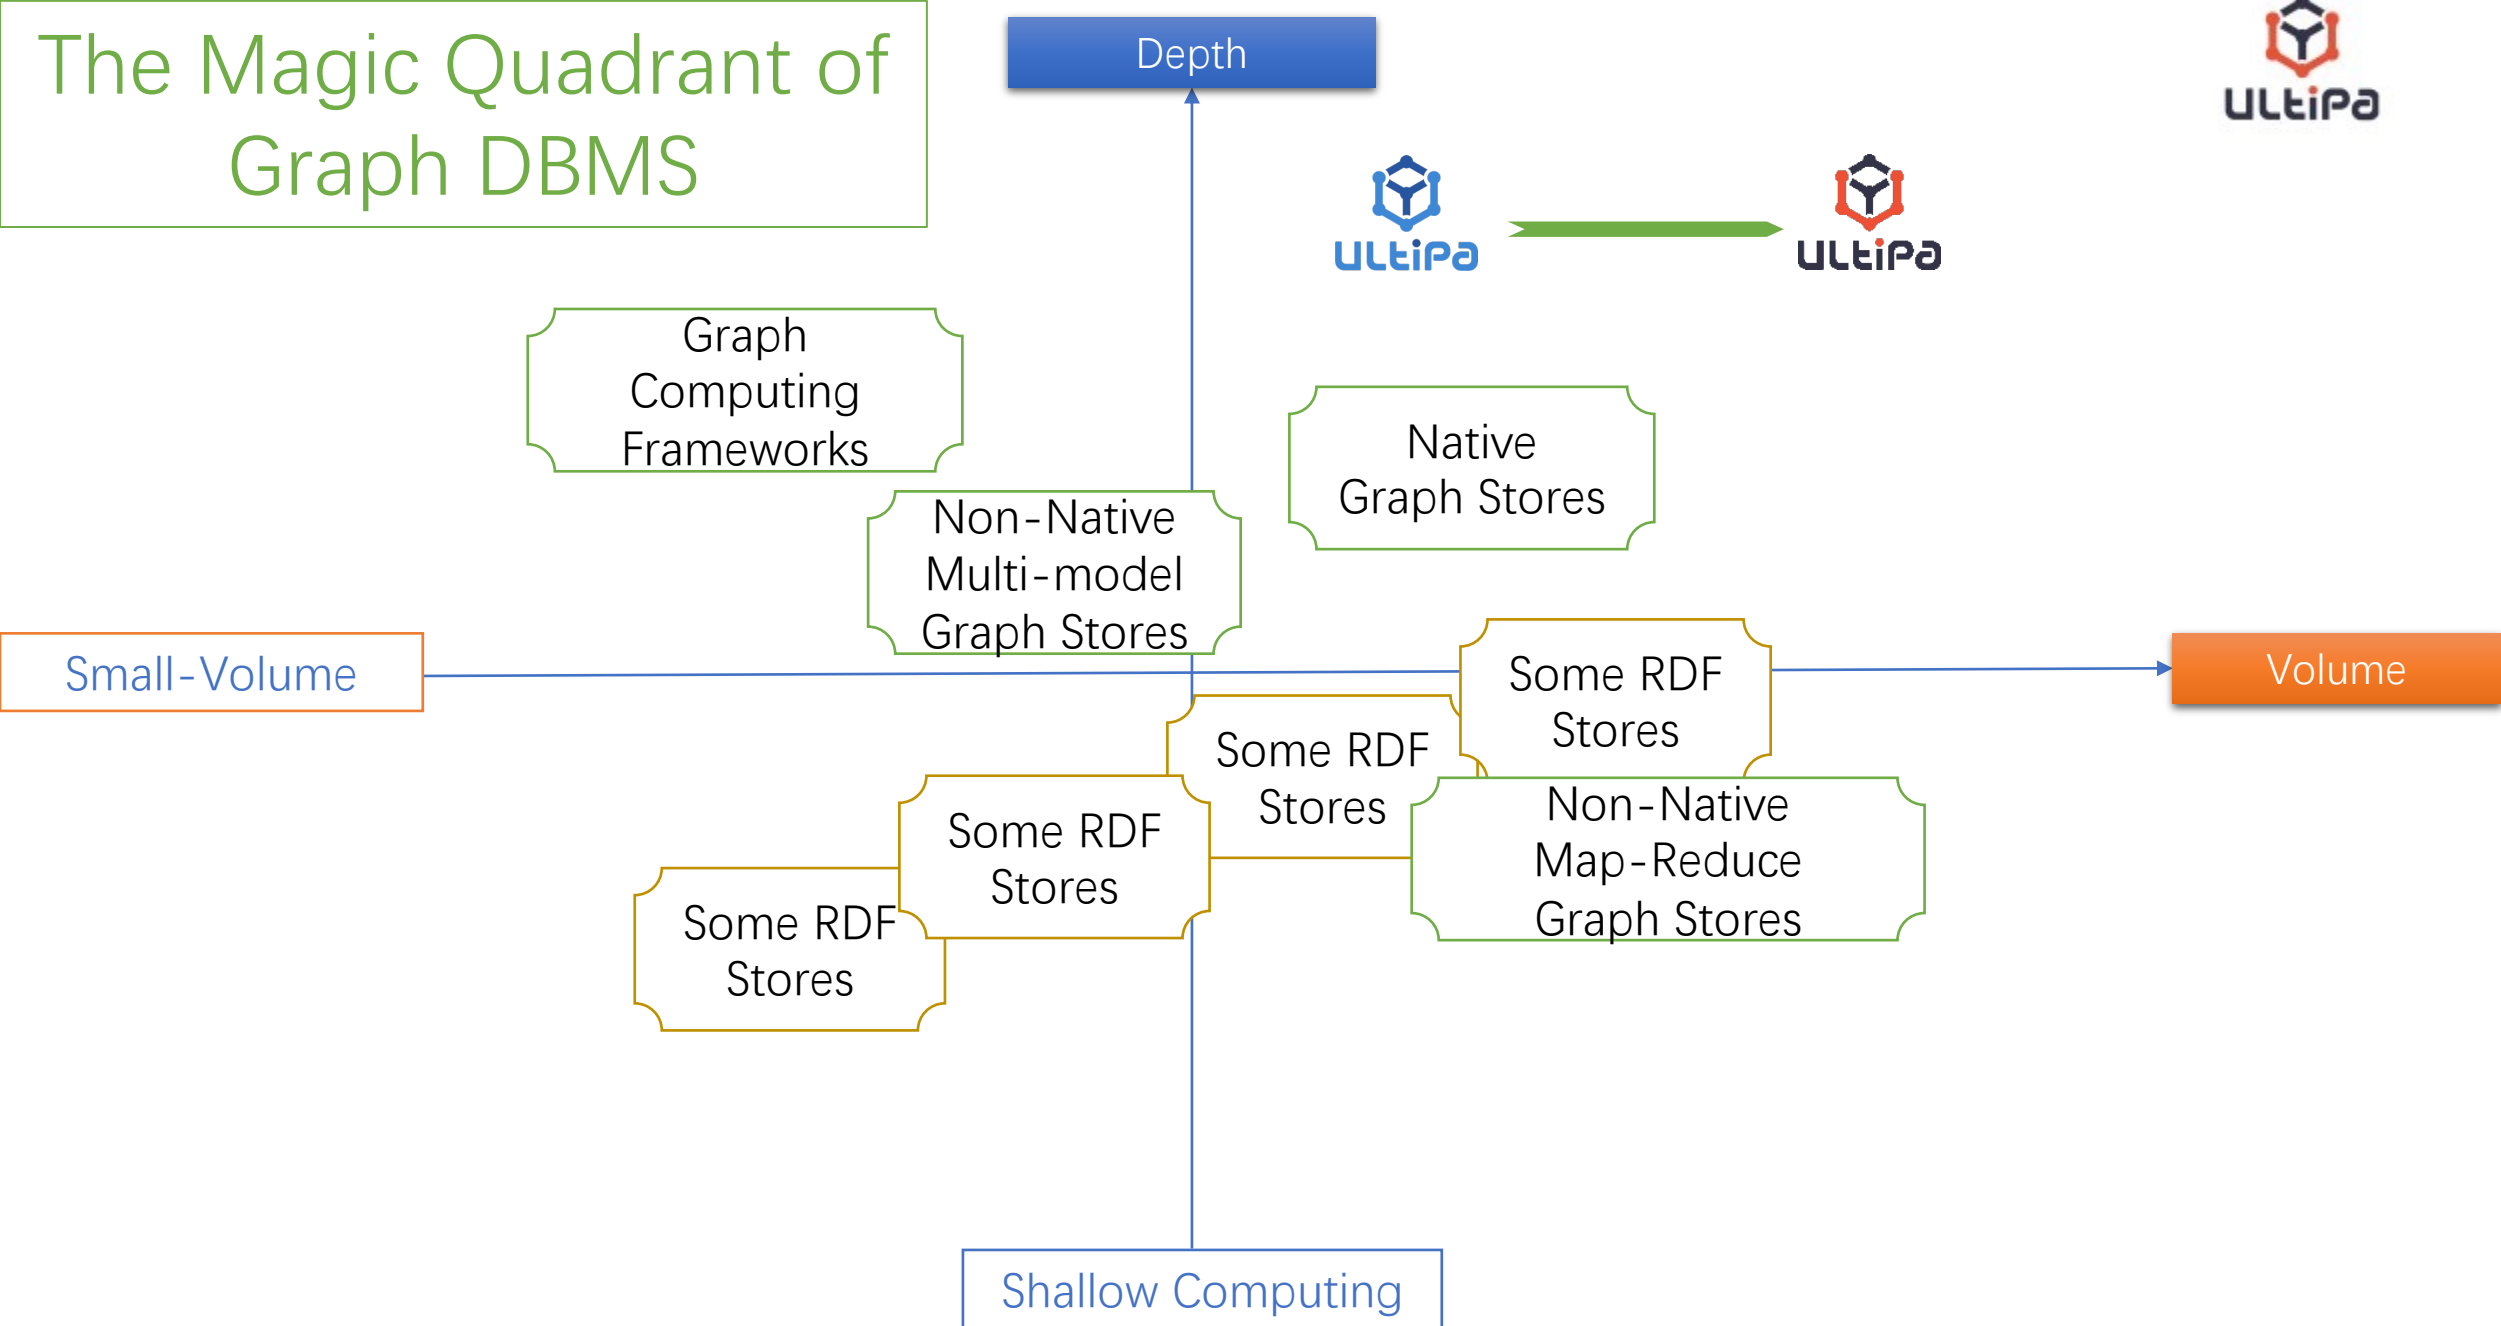 The Magic Quadrant of
Graph DBMS
Depth
ULtiPa
ULtiPa
ULtiPa
Graph
Computing
Frameworks
Native
Graph Stores
Non-Native
Multi-model
Graph Stores
Small-Volume
Some RDF
Stores
Volume
Some RDF
Stores
Some RDF
Stores
Non-Native
Map-Reduce
Graph Stores
Some RDF
Stores
Shallow Computing